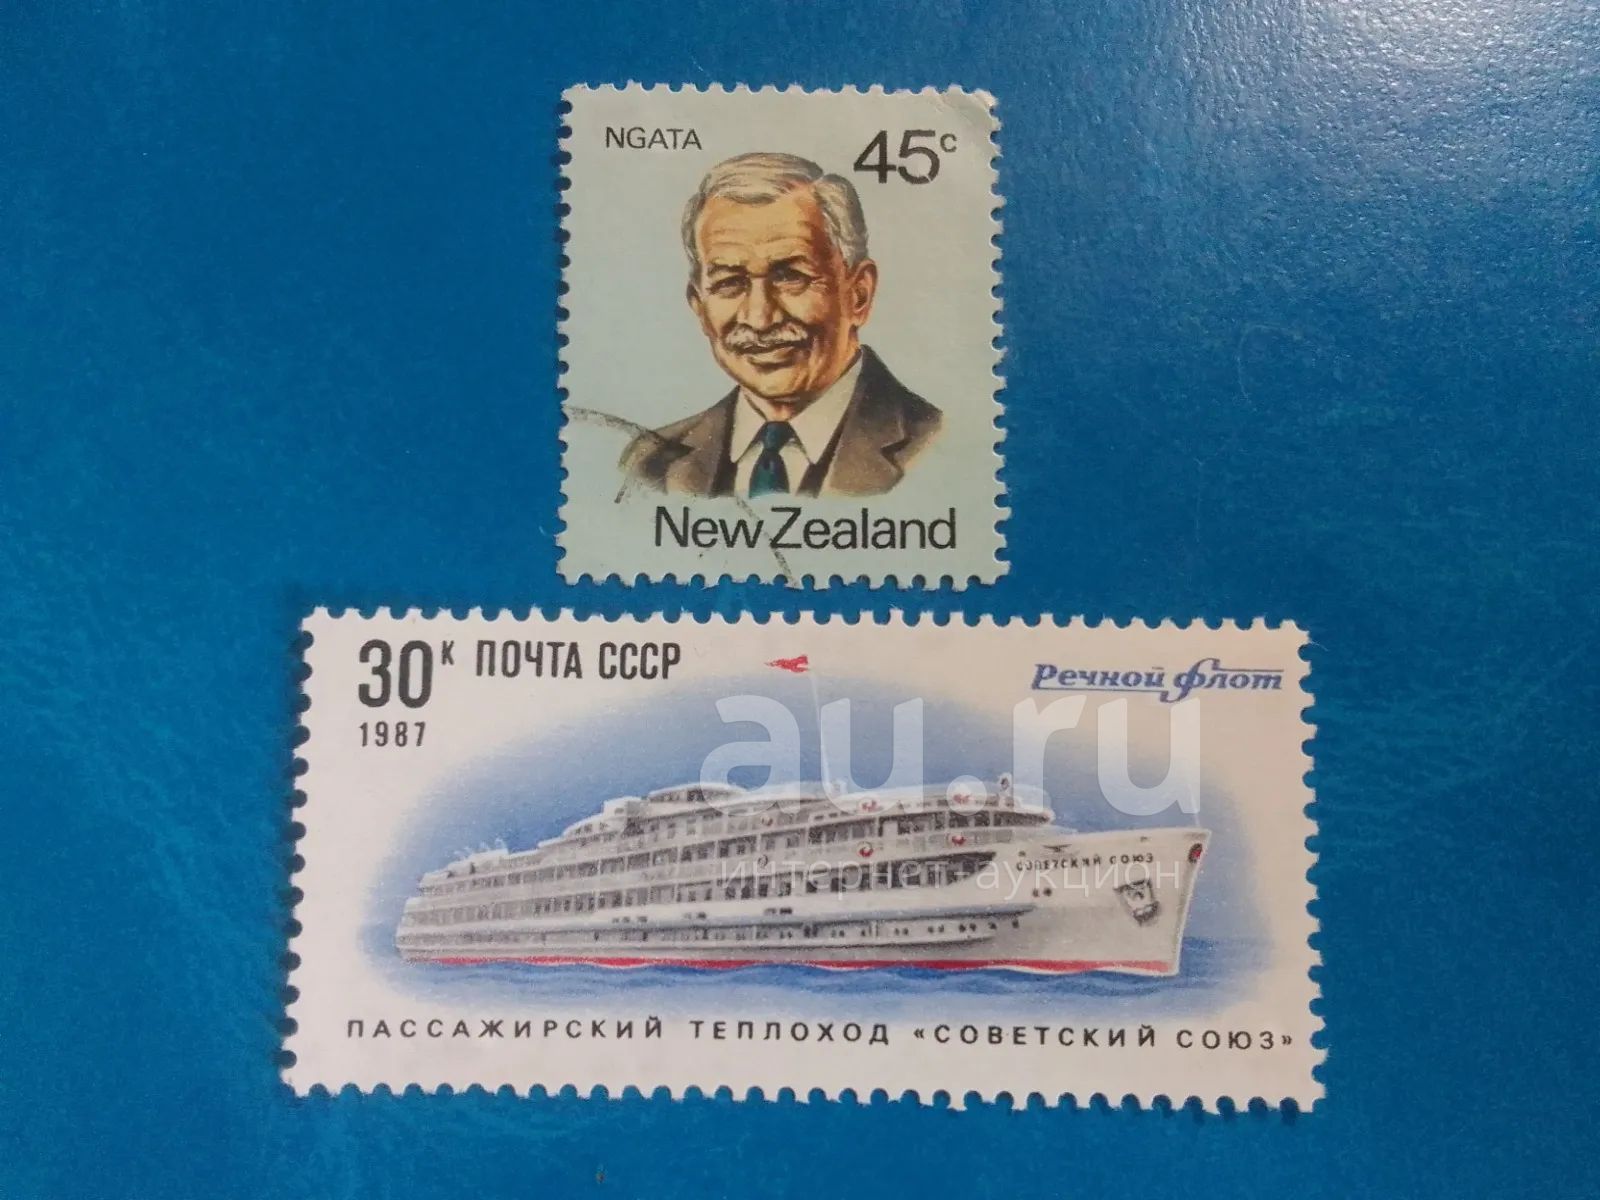 NGATA
45c
New Zealand
30к ПОЧТА СССР
1987
Речной флот
au.ru
интернет-аукцион
СОВЕТСКИЙ СОЮЗ
ПАССАЖИРСКИЙ ТЕПЛОХОД «СОВЕТСКИЙ СОЮЗ»